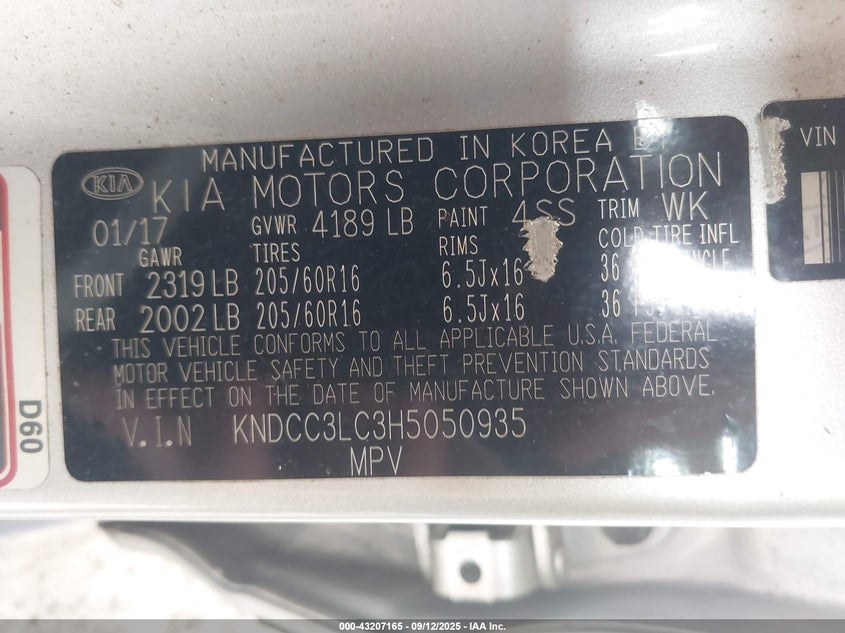 MANUFACTURED IN KOREA
KIA KIA MOTORS CORPORATION
01/17 GVWR 4189 LB PAINT 4SS TRIM WK
GAWR TIRES RIMS COLD TIRE INFL
FRONT 2319 LB 205/60R16 6.5Jx16 36
REAR 2002 LB 205/60R16 6.5Jx16 36
THIS VEHICLE CONFORMS TO ALL APPLICABLE U.S.A. FEDERAL
MOTOR VEHICLE SAFETY AND THEFT PREVENTION STANDARDS
IN EFFECT ON THE DATE OF MANUFACTURE SHOWN ABOVE.
V.I.N KNDCC3LC3H5050935
MPV
VIN
D60
000-43207165 - 09/12/2025 - IAA Inc.